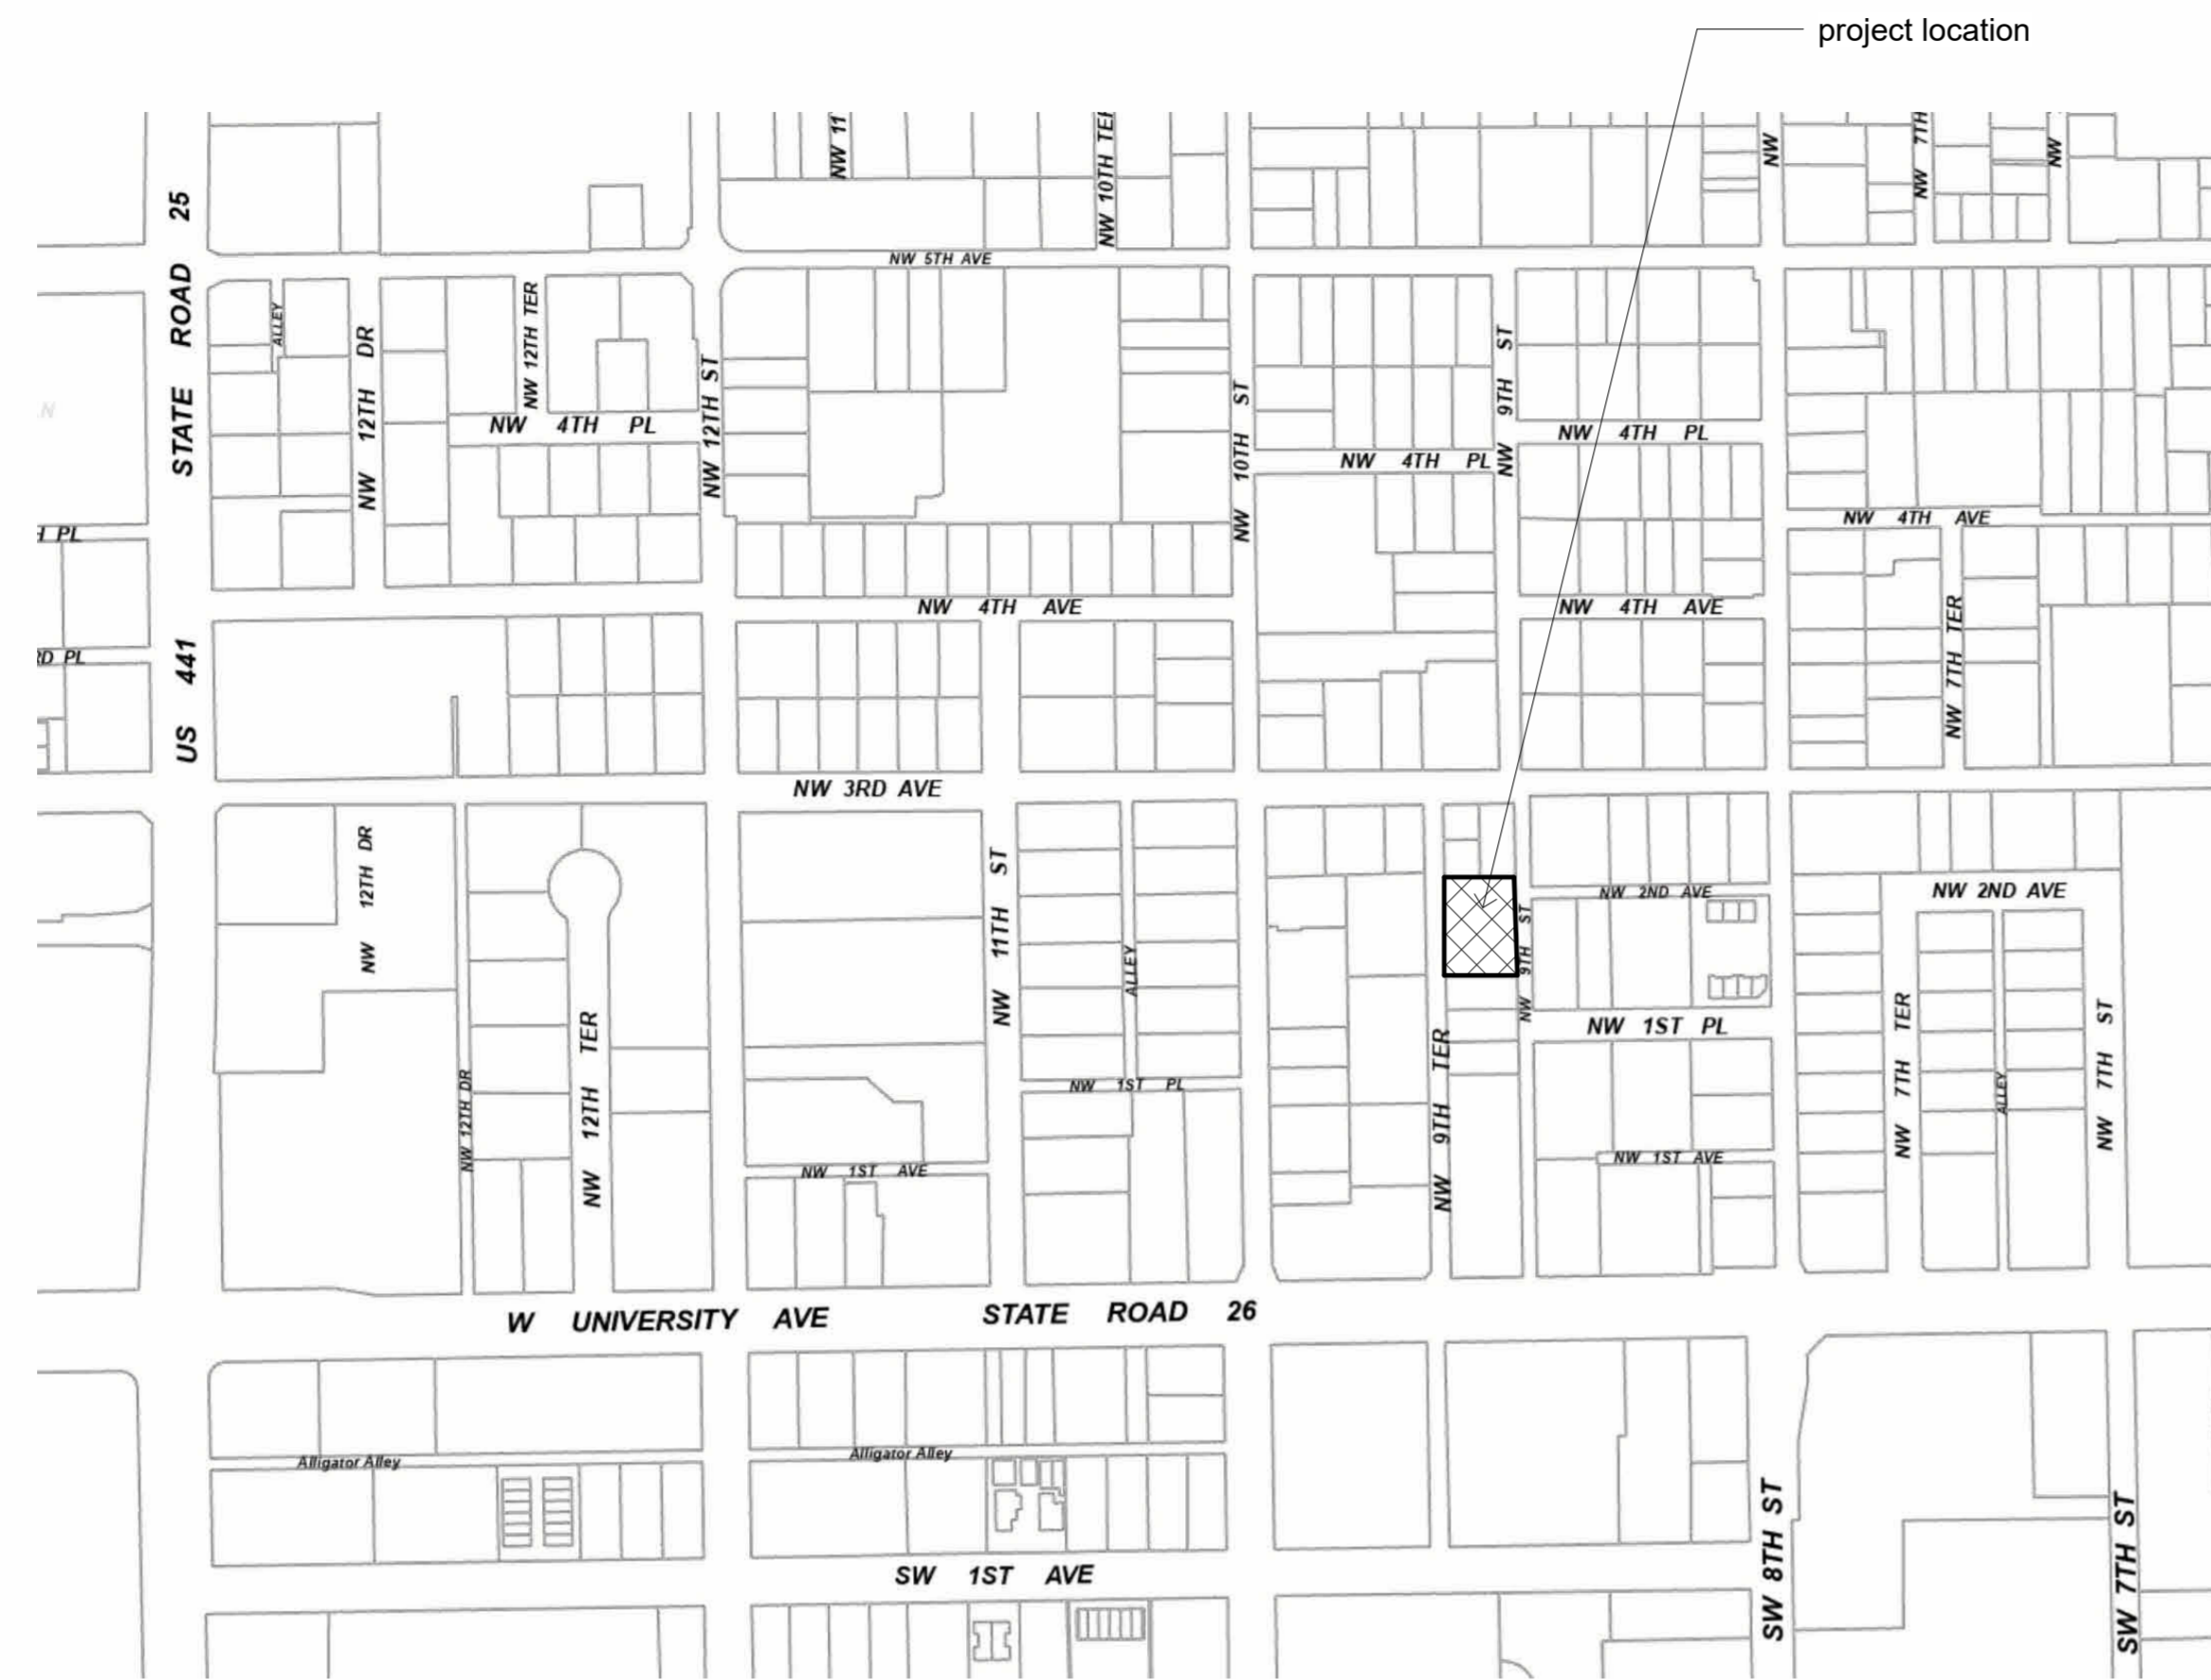 project location
NW 11
NW 10TH TER
NW
NW 7TH
NW
STATE ROAD 25
NW 5TH AVE
ALLEY
NW 12TH DR
NW 12TH TER
NW 4TH PL
NW 12TH ST
NW 10TH ST
NW 9TH ST
NW 4TH PL
NW 4TH PL
NW 4TH AVE
H PL
NW 4TH AVE
NW 4TH AVE
RD PL
US 441
NW 7TH TER
NW 3RD AVE
NW 12TH DR
NW 11TH ST
NW 2ND AVE
NW 2ND AVE
NW 9TH ST
ALLEY
NW 1ST PL
NW 12TH DR
NW 12TH TER
NW 1ST PL
NW 9TH TER
NW 7TH TER
ALLEY
NW 7TH ST
NW 1ST AVE
NW 1ST AVE
W UNIVERSITY AVE STATE ROAD 26
Alligator Alley
Alligator Alley
SW 1ST AVE
SW 8TH ST
SW 7TH ST